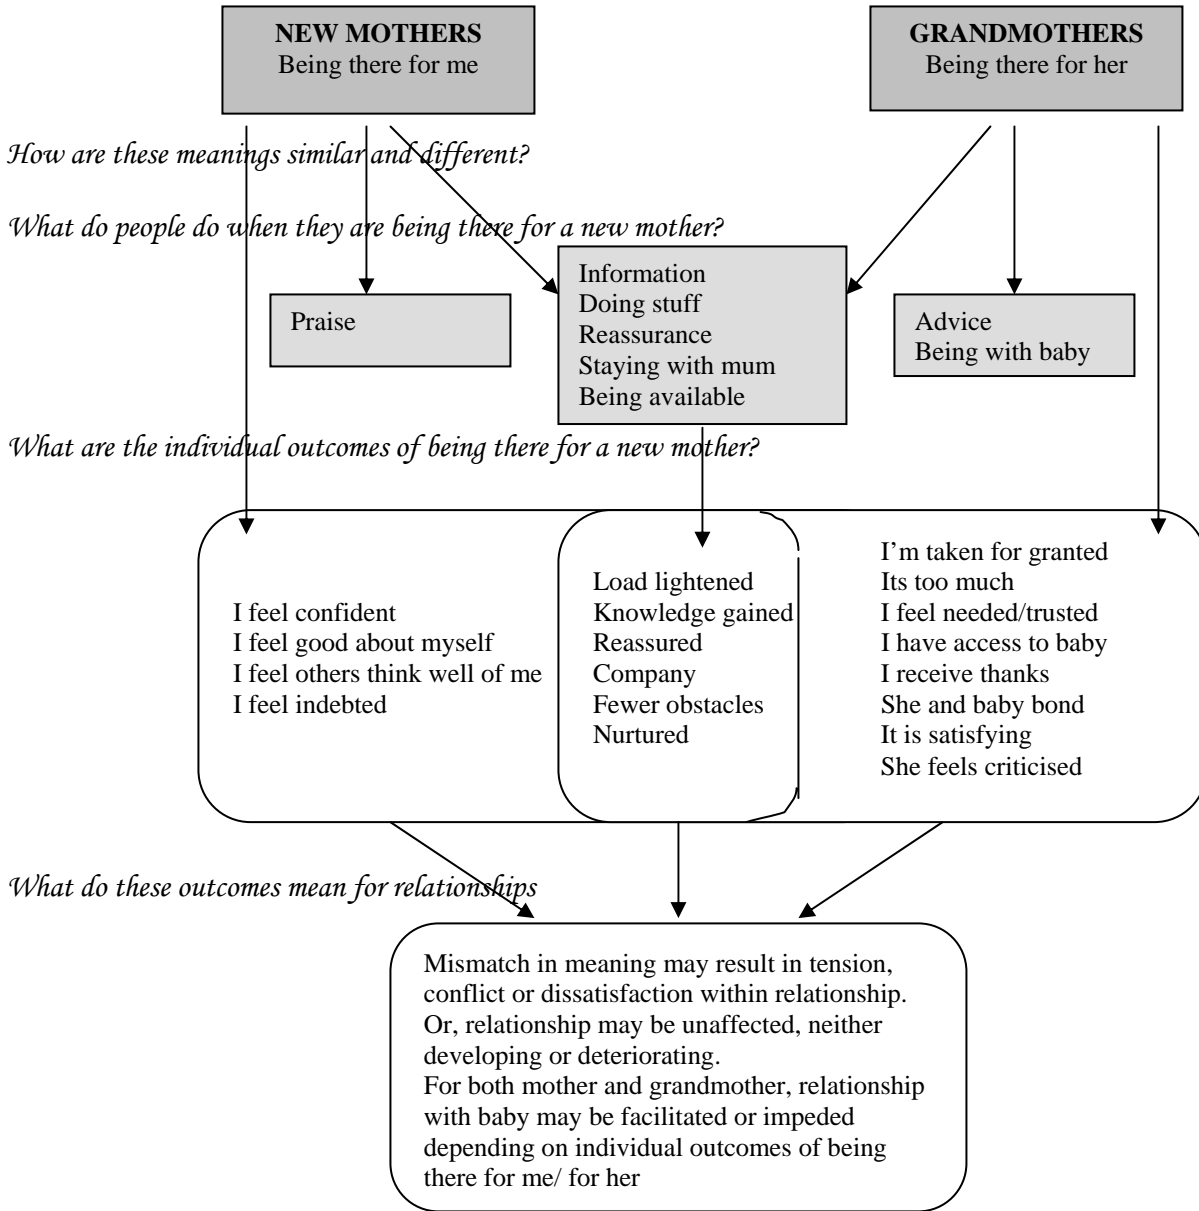 NEW MOTHERS
Being there for me
GRANDMOTHERS
Being there for her
How are these meanings similar and different?
What do people do when they are being there for a new mother?
Praise
Information
Doing stuff
Reassurance
Staying with mum
Being available
Advice
Being with baby
What are the individual outcomes of being there for a new mother?
I feel confident
I feel good about myself
I feel others think well of me
I feel indebted
Load lightened
Knowledge gained
Reassured
Company
Fewer obstacles
Nurtured
I'm taken for granted
Its too much
I feel needed/trusted
I have access to baby
I receive thanks
She and baby bond
It is satisfying
She feels criticised
What do these outcomes mean for relationships
Mismatch in meaning may result in tension,
conflict or dissatisfaction within relationship.
Or, relationship may be unaffected, neither
developing or deteriorating.
For both mother and grandmother, relationship
with baby may be facilitated or impeded
depending on individual outcomes of being
there for me/ for her